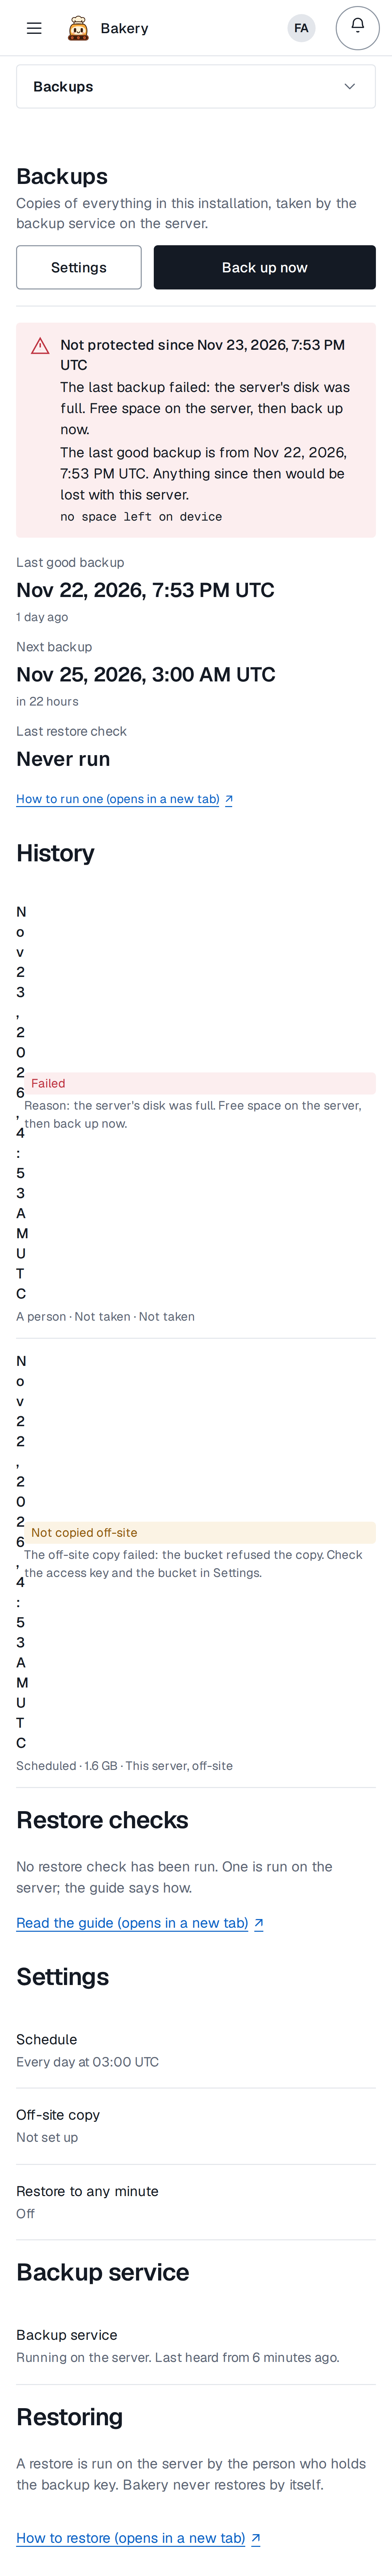 Bakery
FA
Backups
Backups
Copies of everything in this installation, taken by the
backup service on the server.
Settings
Back up now
Not protected since Nov 23, 2026, 7:53 PM
UTC
The last backup failed: the server's disk was
full. Free space on the server, then back up
now.
The last good backup is from Nov 22, 2026,
7:53 PM UTC. Anything since then would be
lost with this server.
no space left on device
Last good backup
Nov 22, 2026, 7:53 PM UTC
1 day ago
Next backup
Nov 25, 2026, 3:00 AM UTC
in 22 hours
Last restore check
Never run
How to run one (opens in a new tab)
History
Nov 23, 2026, 4:53 AM UTC
Failed
Reason: the server's disk was full. Free space on the server,
then back up now.
A person · Not taken · Not taken
Nov 22, 2026, 4:53 AM UTC
Not copied off-site
The off-site copy failed: the bucket refused the copy. Check
the access key and the bucket in Settings.
Scheduled · 1.6 GB · This server, off-site
Restore checks
No restore check has been run. One is run on the
server; the guide says how.
Read the guide (opens in a new tab)
Settings
Schedule
Every day at 03:00 UTC
Off-site copy
Not set up
Restore to any minute
Off
Backup service
Backup service
Running on the server. Last heard from 6 minutes ago.
Restoring
A restore is run on the server by the person who holds
the backup key. Bakery never restores by itself.
How to restore (opens in a new tab)